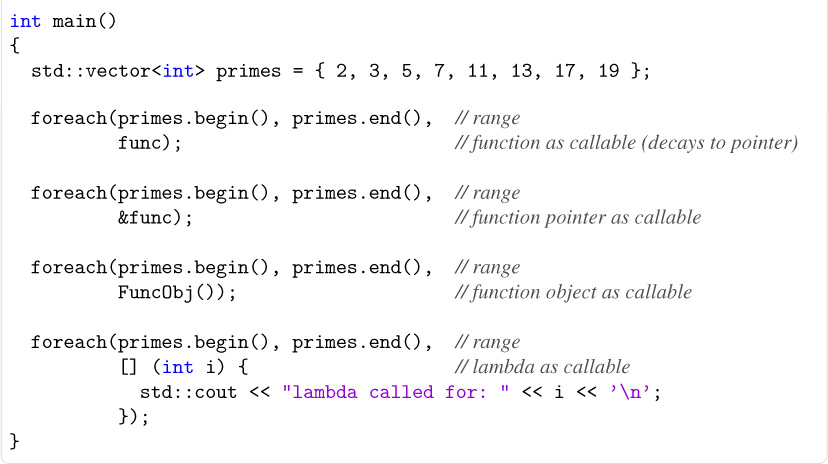 int main()
{
  std::vector<int> primes = { 2, 3, 5, 7, 11, 13, 17, 19 };
  foreach(primes.begin(), primes.end(),  // range
          func);                         // function as callable (decays to pointer)
  foreach(primes.begin(), primes.end(),  // range
          &func);                        // function pointer as callable
  foreach(primes.begin(), primes.end(),  // range
          FuncObj());                    // function object as callable
  foreach(primes.begin(), primes.end(),  // range
          [] (int i) {                   // lambda as callable
            std::cout << "lambda called for: " << i << ’\n’;
          });
}